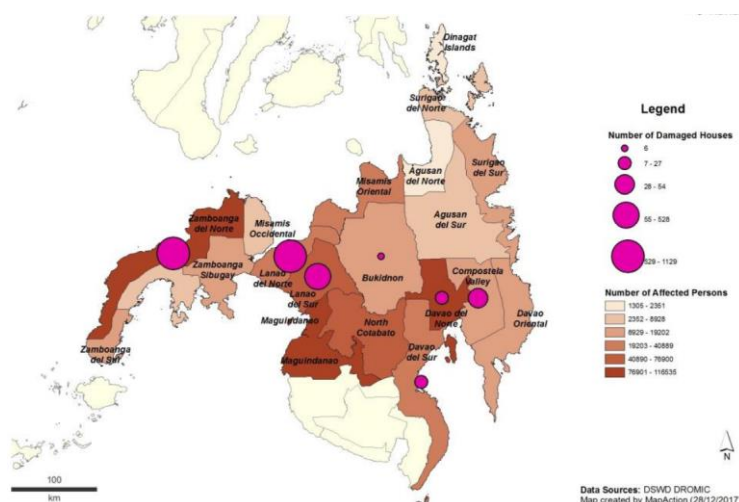 Dinagat
Islands
Surigao
del Norte
Surigao
del Sur
Agusan
del Norte
Misamis
Oriental
Agusan
del Sur
Zamboanga
del Norte
Misamis
Occidental
Zamboanga
Sibugay
Lanao
del Norte
Lanao
del Sur
Bukidnon
Compostela
Valley
Davao del
Norte
Davao
Oriental
Maguindanao
North
Cotabato
Davao
del Sur
Maguindanao
Zamboanga
del Sur
Legend
Number of Damaged Houses
6
7 - 27
28 - 54
55 - 528
529 - 1129
Number of Affected Persons
1305 - 2351
2352 - 8928
8929 - 19202
19203 - 40889
40890 - 76900
76901 - 116535
100
km
N
Data Sources: DSWD DROMIC
Map created by MapAction (28/12/2017